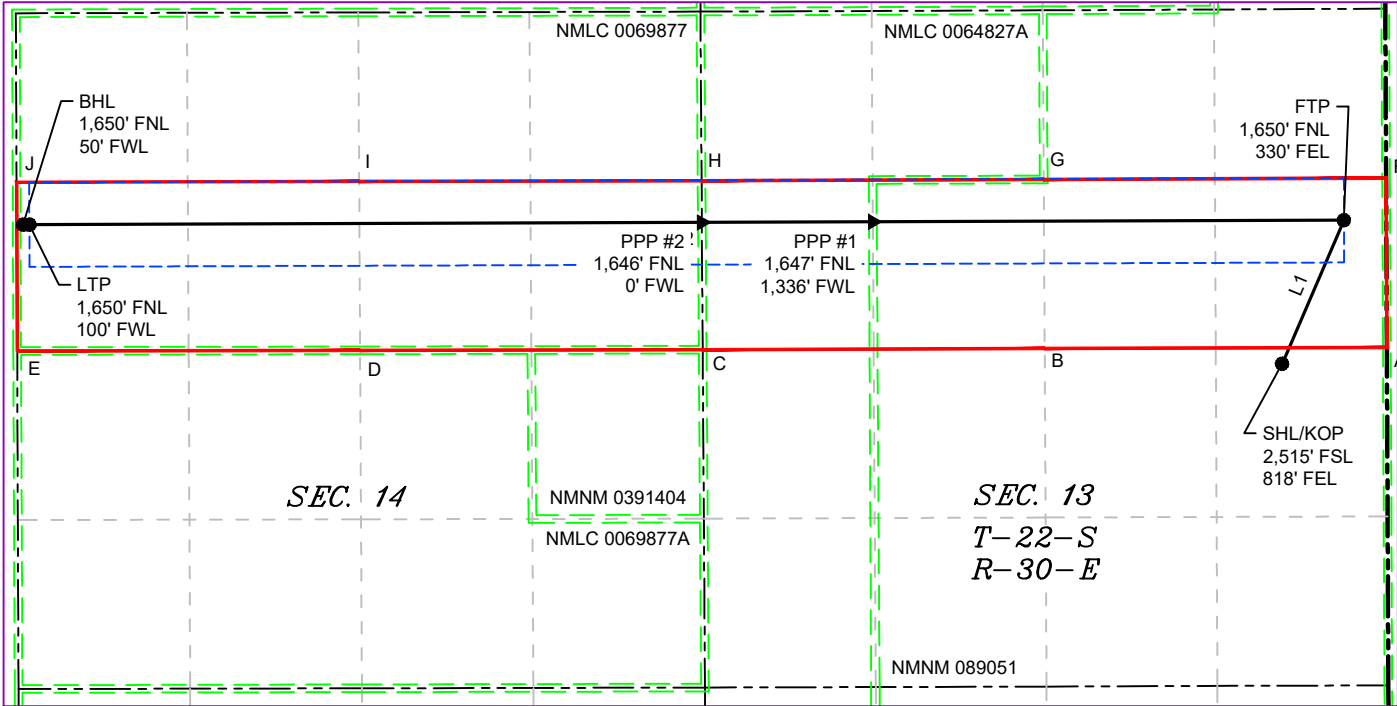 NMLC 0069877
NMLC 0064827A
BHL
1,650' FNL
50' FWL
FTP
1,650' FNL
330' FEL
J
I
H
G
LTP
1,650' FNL
100' FWL
PPP #2
1,646' FNL
0' FWL
PPP #1
1,647' FNL
1,336' FWL
L1
E
D
C
B
SHL/KOP
2,515' FSL
818' FEL
SEC. 14
NMNM 0391404
NMLC 0069877A
SEC. 13
T-22-S
R-30-E
NMNM 089051